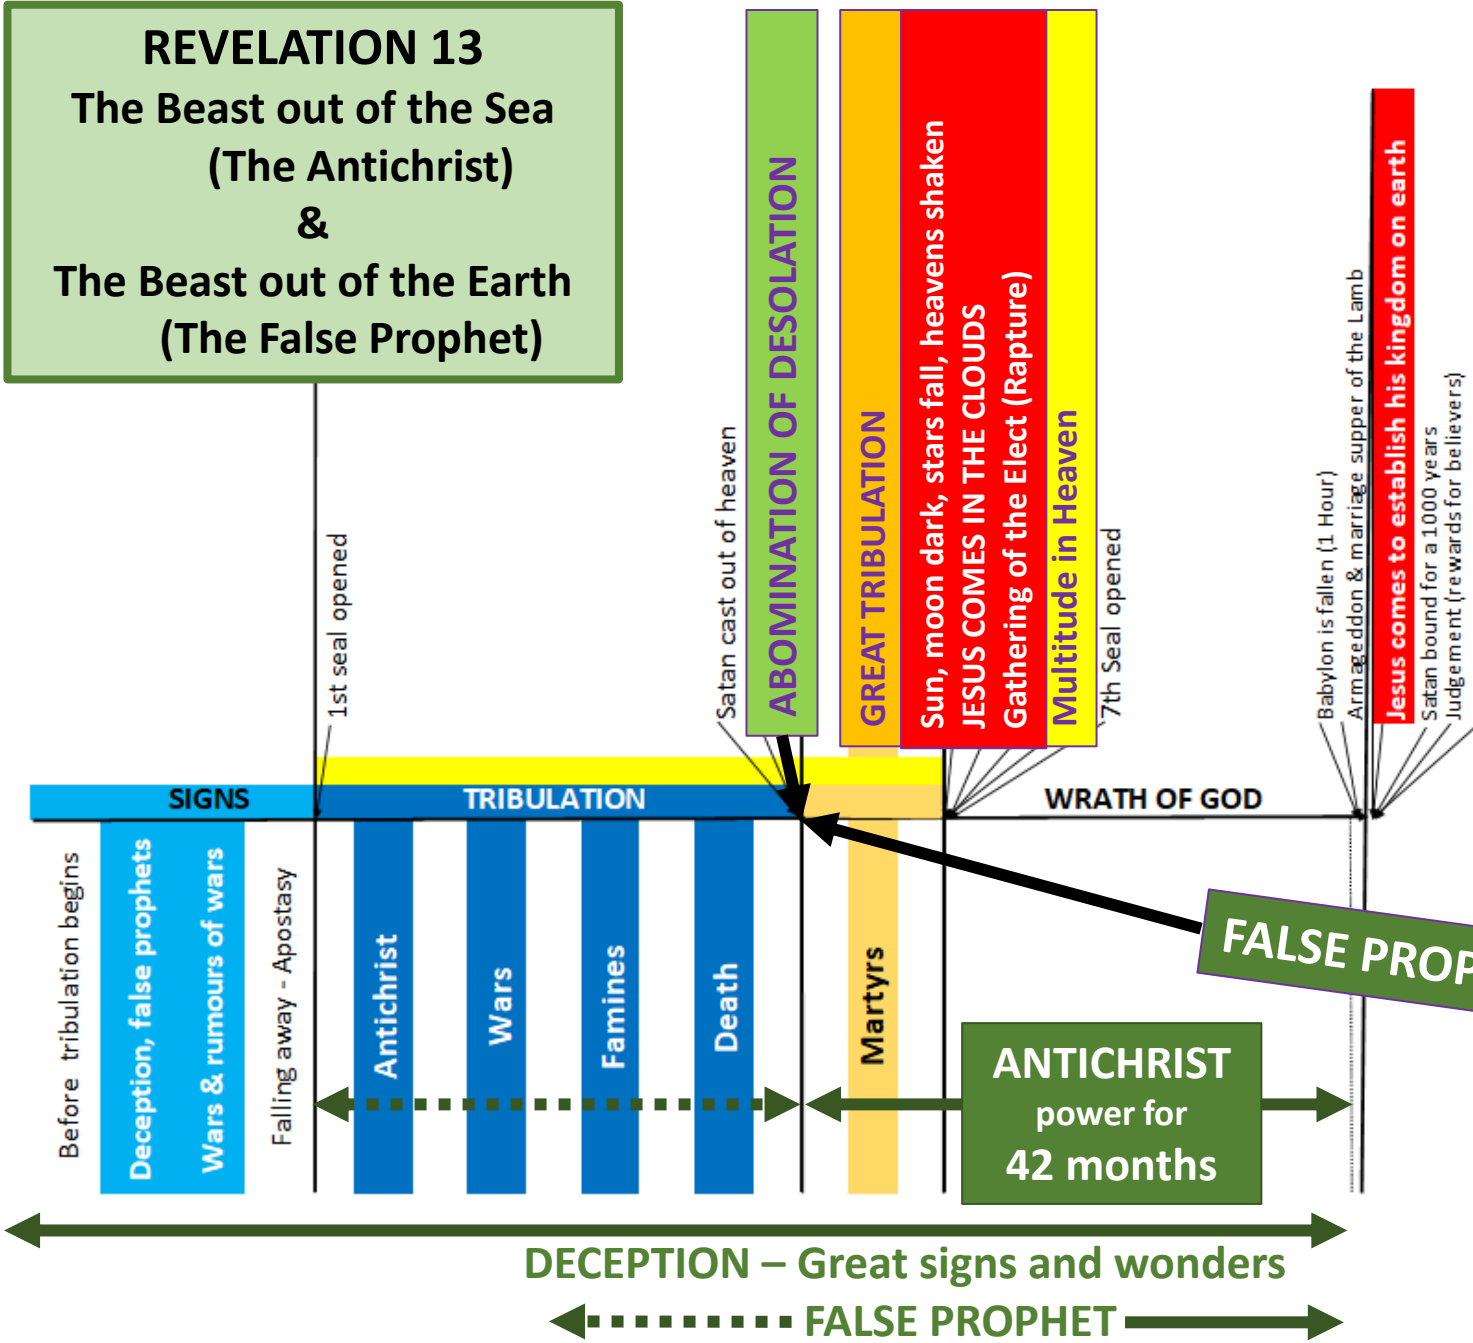 REVELATION 13
The Beast out of the Sea
(The Antichrist)
&
The Beast out of the Earth
(The False Prophet)
1st seal opened
Satan cast out of heaven
ABOMINATION OF DESOLATION
GREAT TRIBULATION
Sun, moon dark, stars fall, heavens shaken
JESUS COMES IN THE CLOUDS
Gathering of the Elect (Rapture)
Multitude in Heaven
7th Seal opened
Babylon is fallen (1 Hour)
Armageddon & marriage supper of the Lamb
Jesus comes to establish his kingdom on earth
Satan bound for a 1000 years
Judgement (rewards for believers)
SIGNS
TRIBULATION
WRATH OF GOD
Before tribulation begins
Deception, false prophets
Wars & rumours of wars
Falling away - Apostasy
Antichrist
Wars
Famines
Death
Martyrs
FALSE PROP
ANTICHRIST
power for
42 months
DECEPTION – Great signs and wonders
FALSE PROPHET